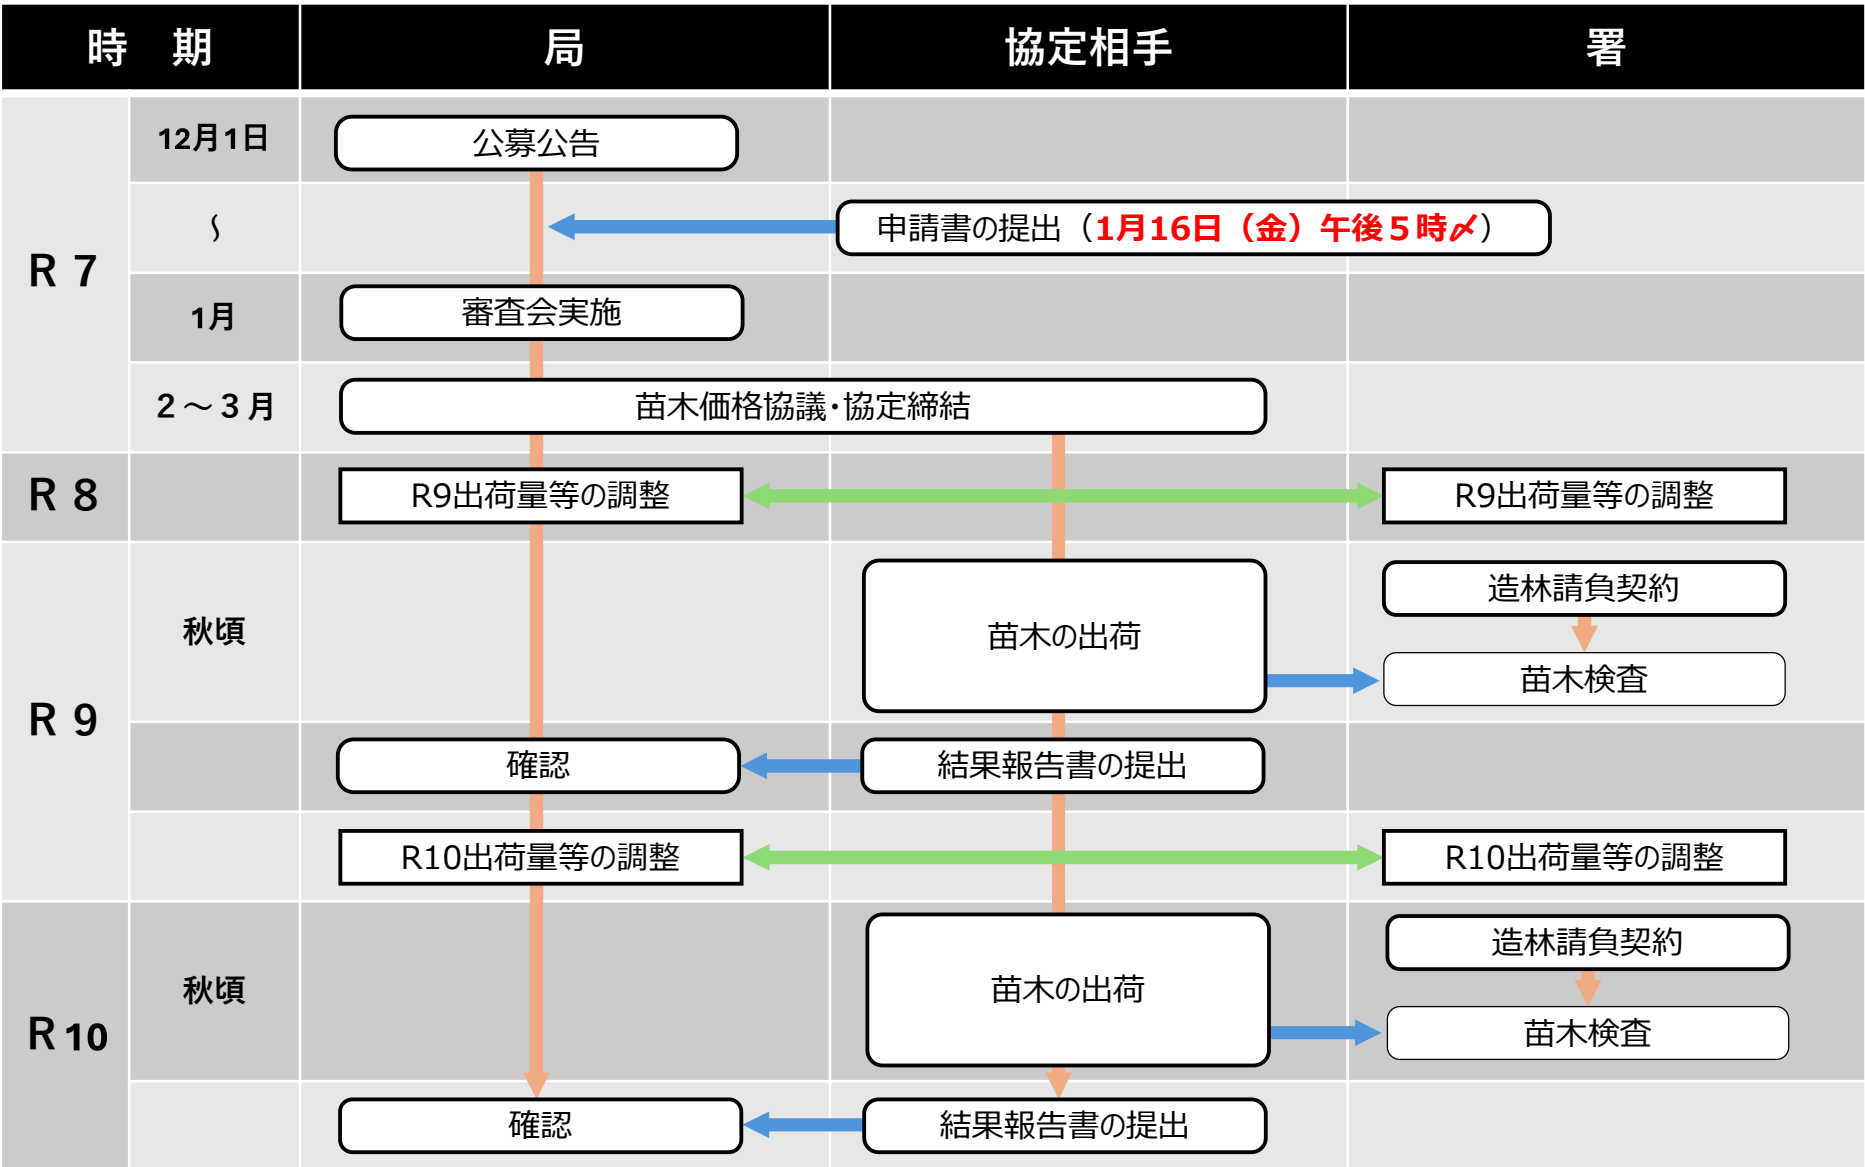 時　期
局
協定相手
署
R 7
12月1日
公募公告
～
申請書の提出（1月16日（金）午後５時〆）
1月
審査会実施
２～３月
苗木価格協議・協定締結
R 8
R9出荷量等の調整
R9出荷量等の調整
R 9
秋頃
苗木の出荷
造林請負契約
苗木検査
確認
結果報告書の提出
R10出荷量等の調整
R10出荷量等の調整
R 10
秋頃
苗木の出荷
造林請負契約
苗木検査
確認
結果報告書の提出